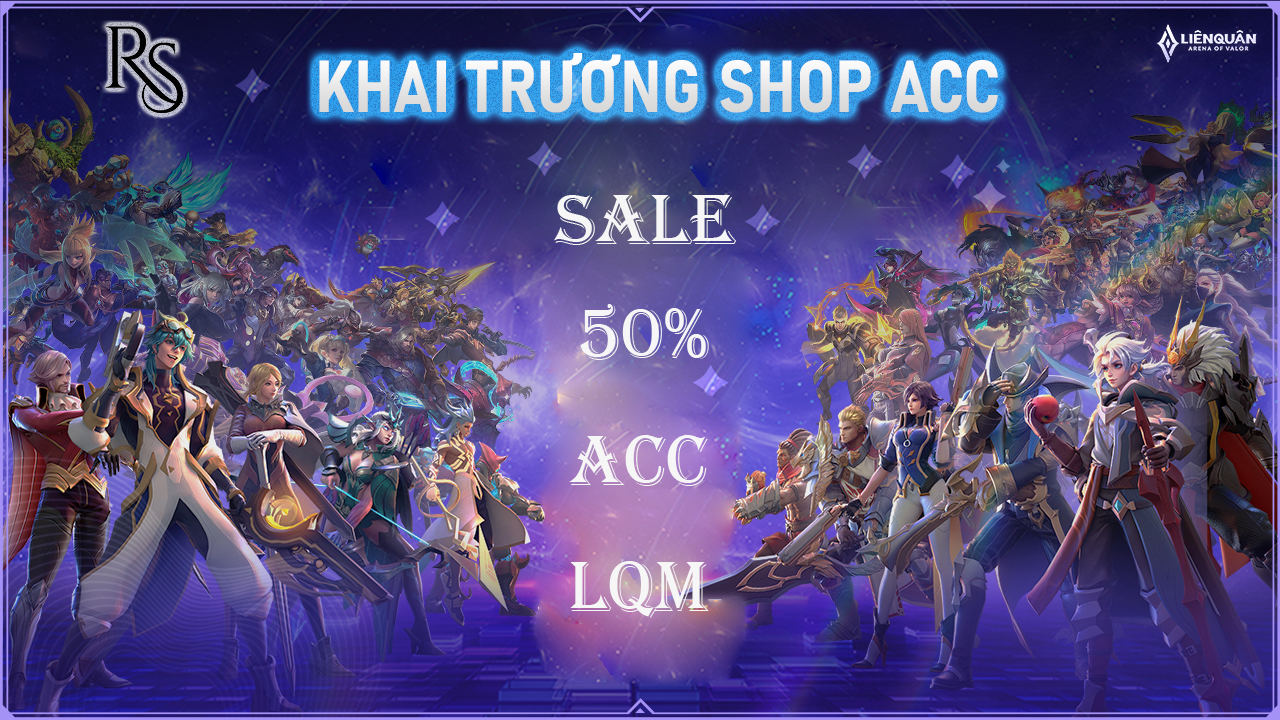 RS
KHAI TRƯƠNG SHOP ACC
LIÊNQUÂN
ARENA OF VALOR
SALE
50%
ACC
LQM